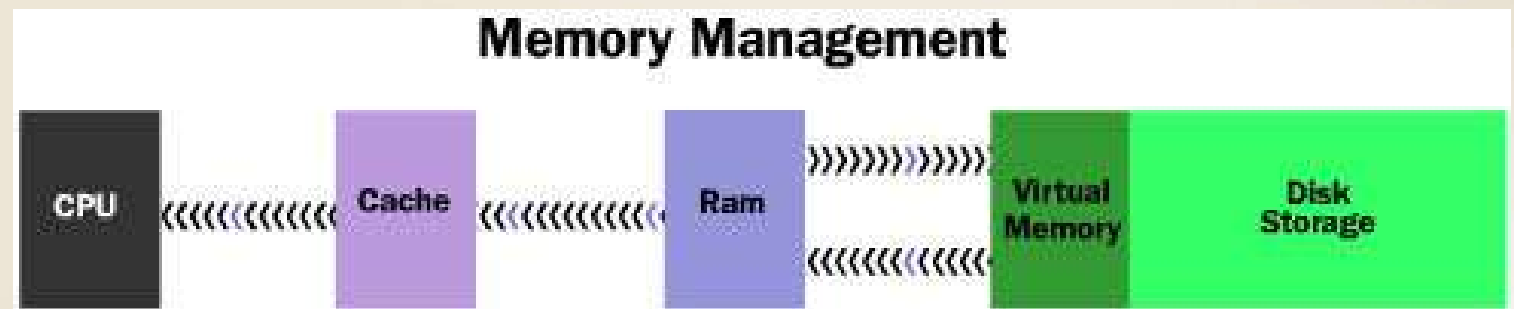 Memory Management
CPU
Cache
Ram
Virtual
Memory
Disk
Storage